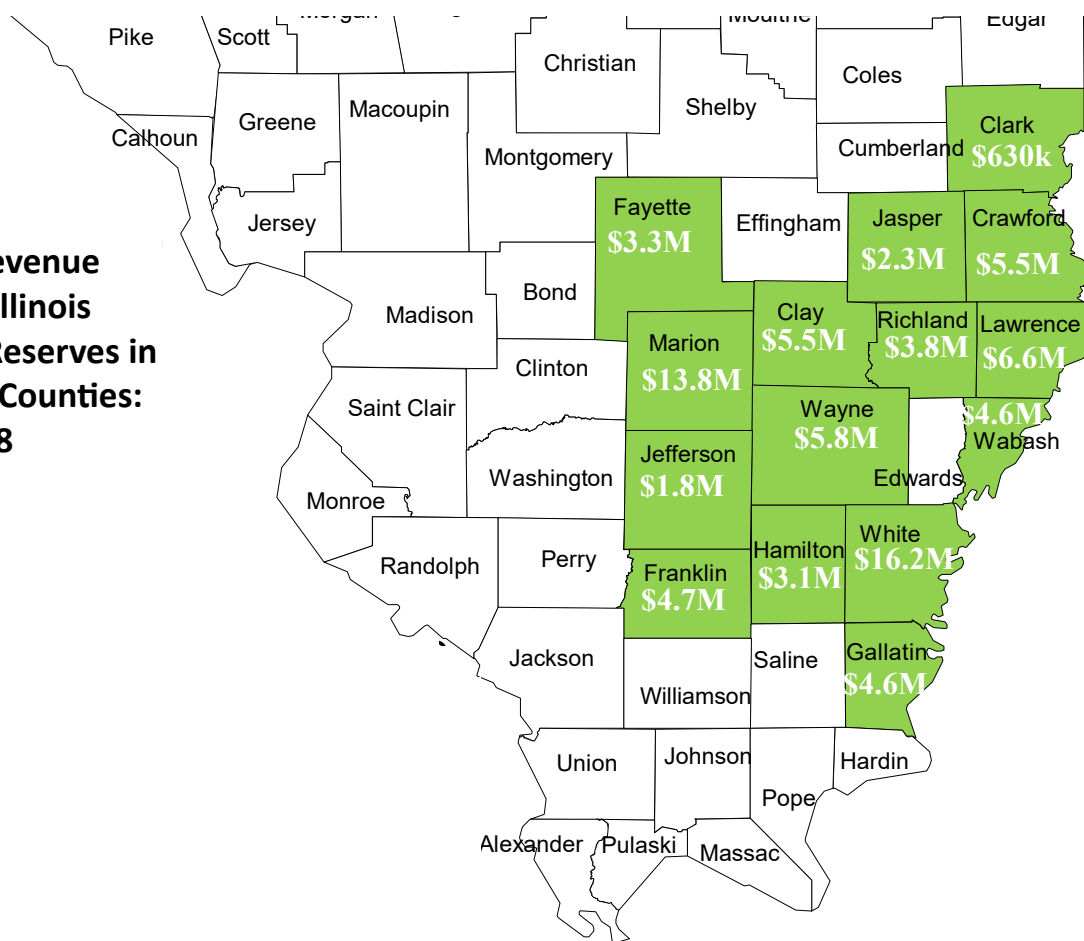 Pike
Scott
Edgar
Christian
Coles
Macoupin
Shelby
Clark
Greene
Calhoun
Cumberland
$630k
Montgomery
Fayette
Jasper
Crawford
Jersey
Effingham
$3.3M
$2.3M
$5.5M
Illinois
Reserves in
Counties:
8
Bond
Madison
Clay
$5.5M
Richland
Lawrence
$3.8M
$6.6M
Marion
$13.8M
Clinton
Saint Clair
Wayne
$5.8M
$4.6M
Wabash
Jefferson
$1.8M
Washington
Edwards
Monroe
White
$16.2M
Hamilton
$3.1M
Perry
Randolph
Franklin
$4.7M
Jackson
Saline
Gallatin
$4.6M
Williamson
Union
Johnson
Hardin
Pope
Alexander
Pulaski
Massac